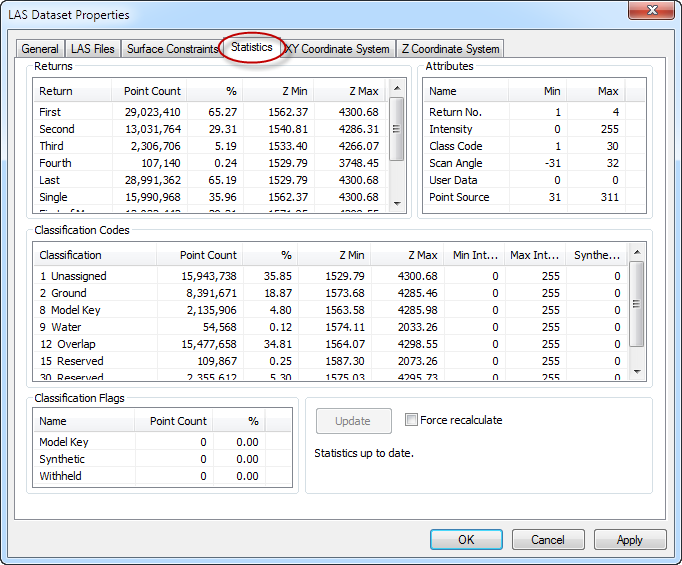 LAS Dataset Properties
General LAS Files Surface Constraints Statistics XY Coordinate System Z Coordinate System
Returns
Return Point Count % Z Min Z Max
First 29,023,410 65.27 1562.37 4300.68
Second 13,031,764 29.31 1540.81 4286.31
Third 2,306,706 5.19 1533.40 4266.07
Fourth 107,140 0.24 1529.79 3748.45
Last 28,991,362 65.19 1529.79 4300.68
Single 15,990,968 35.96 1562.37 4300.68
Attributes
Name Min Max
Return No. 1 4
Intensity 0 255
Class Code 1 30
Scan Angle -31 32
User Data 0 0
Point Source 31 311
Classification Codes
Classification Point Count % Z Min Z Max Min Int... Max Int... Synthe...
1 Unassigned 15,943,738 35.85 1529.79 4300.68 0 255 0
2 Ground 8,391,671 18.87 1573.68 4285.46 0 255 0
8 Model Key 2,135,906 4.80 1563.58 4285.98 0 255 0
9 Water 54,568 0.12 1574.11 2033.26 0 255 0
12 Overlap 15,477,658 34.81 1564.07 4298.55 0 255 0
15 Reserved 109,867 0.25 1587.30 2073.26 0 255 0
30 Reserved 2,355,612 5.30 1575.03 4295.73 0 255 0
Classification Flags
Name Point Count %
Model Key 0 0.00
Synthetic 0 0.00
Withheld 0 0.00
Update Force recalculate
Statistics up to date.
OK Cancel Apply